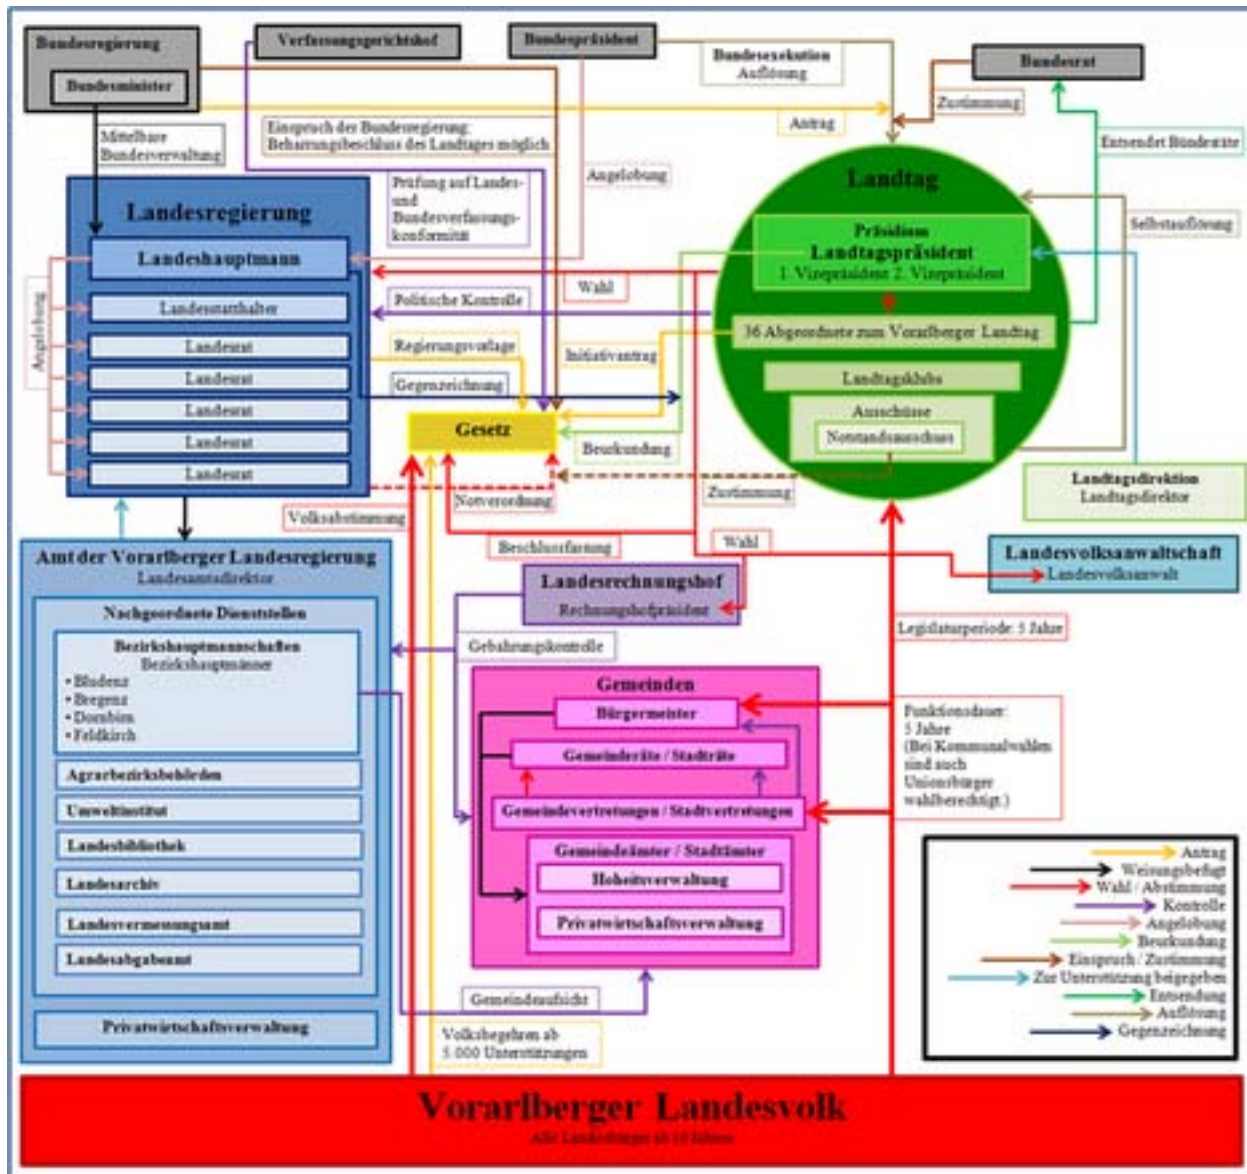 Bundesregierung
Bundesminister
Verfassungsgerichtshof
Bundespräsident
Bundesrat
Bundesexekution
Auflösung
Zustimmung
Antrag
Mittelbare
Bundesverwaltung
Einspruch der Bundesregierung:
Beharrungsbeschluss des Landtages möglich
Entsendet Bundesräte
Prüfung auf Landes-
und
Bundesverfassungs-
konformität
Angelobung
Landtag
Selbstauflösung
Landesregierung
Landeshauptmann
Landesstatthalter
Landesrat
Landesrat
Landesrat
Landesrat
Landesrat
Angelobung
Präsidium
Landtagspräsident
1. Vizepräsident 2. Vizepräsident
36 Abgeordnete zum Vorarlberger Landtag
Landtagsklubs
Ausschüsse
Notstandsausschuss
Wahl
Politische Kontrolle
Regierungsvorlage
Initiativantrag
Gegenzeichnung
Gesetz
Beurkundung
Landtagsdirektion
Landtagsdirektor
Notverordnung
Zustimmung
Volksabstimmung
Beschlussfassung
Wahl
Amt der Vorarlberger Landesregierung
Landesamtsdirektor
Landesvolksanwaltschaft
Landesvolksanwalt
Landesrechnungshof
Rechnungshofpräsident
Nachgeordnete Dienststellen
Bezirkshauptmannschaften
Bezirkshauptmänner
• Bludenz
• Bregenz
• Dornbirn
• Feldkirch
Agrarbezirksbehörden
Umweltinstitut
Landesbibliothek
Landesarchiv
Landesvermessungsamt
Landesabgabenamt
Privatwirtschaftsverwaltung
Gebahrungskontrolle
Legislaturperiode: 5 Jahre
Gemeinden
Bürgermeister
Gemeinderäte / Stadträte
Gemeindevertretungen / Stadtvertretungen
Gemeindeämter / Stadtämter
Hoheitsverwaltung
Privatwirtschaftsverwaltung
Funktionsdauer:
5 Jahre
(Bei Kommunalwahlen
sind auch
Unionsbürger
wahlberechtigt.)
Gemeindeaufsicht
Volksbegehren ab
5.000 Unterstützungen
Antrag
Weisungsbefugt
Wahl / Abstimmung
Kontrolle
Angelobung
Beurkundung
Einspruch / Zustimmung
Zur Unterstützung beigegeben
Entsendung
Auflösung
Gegenzeichnung
Vorarlberger Landesvolk
Alle Landesbürger ab 16 Jahren